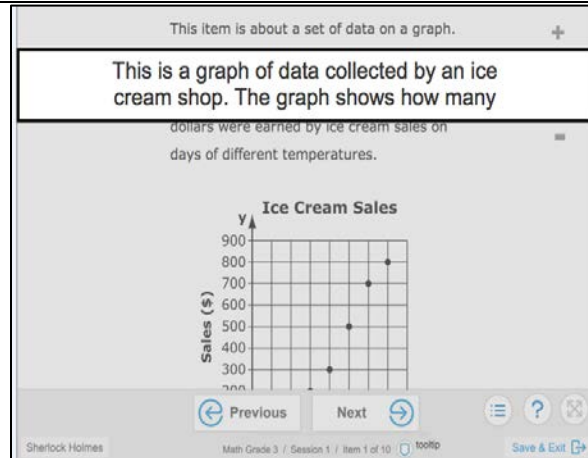 This item is about a set of data on a graph.
This is a graph of data collected by an ice
cream shop. The graph shows how many
dollars were earned by ice cream sales on
days of different temperatures.
Ice Cream Sales
y
900
800
700
600
500
400
300
200
Sales ($)
Previous
Next
?
Sherlock Holmes
Math Grade 3 / Session 1 / Item 1 of 10
tooltip
Save & Exit